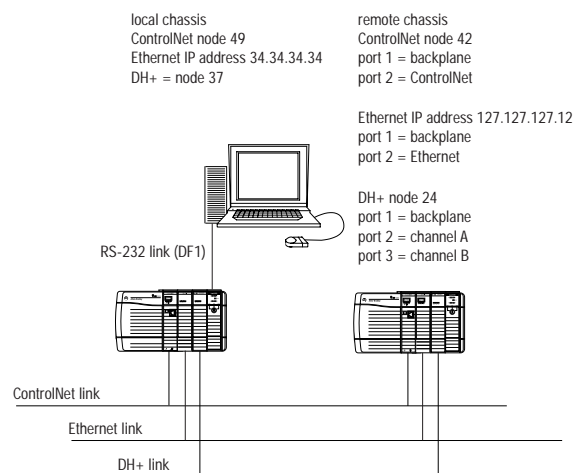 local chassis
ControlNet node 49
Ethernet IP address 34.34.34.34
DH+ = node 37
remote chassis
ControlNet node 42
port 1 = backplane
port 2 = ControlNet
Ethernet IP address 127.127.127.12
port 1 = backplane
port 2 = Ethernet
DH+ node 24
port 1 = backplane
port 2 = channel A
port 3 = channel B
RS-232 link (DF1)
ControlNet link
Ethernet link
DH+ link